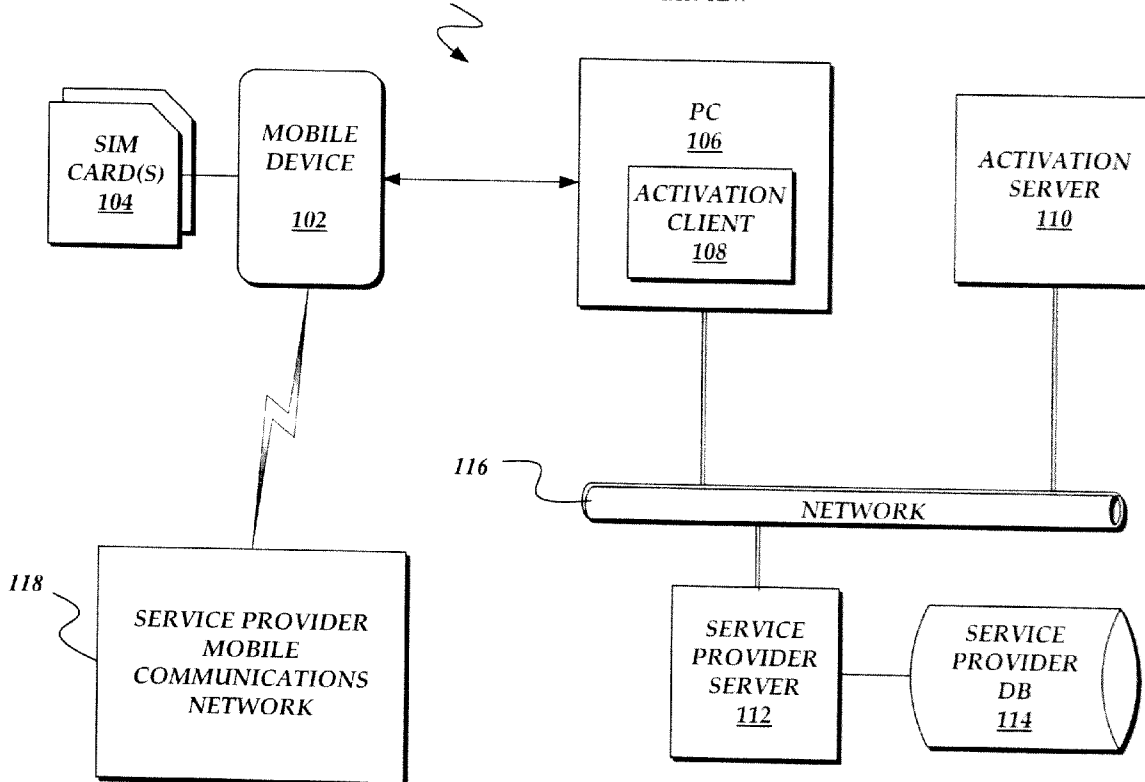 SIM
CARD(S)
104
MOBILE
DEVICE
102
PC
106
ACTIVATION
CLIENT
108
ACTIVATION
SERVER
110
116
NETWORK
118
SERVICE PROVIDER
MOBILE
COMMUNICATIONS
NETWORK
SERVICE
PROVIDER
SERVER
112
SERVICE
PROVIDER
DB
114